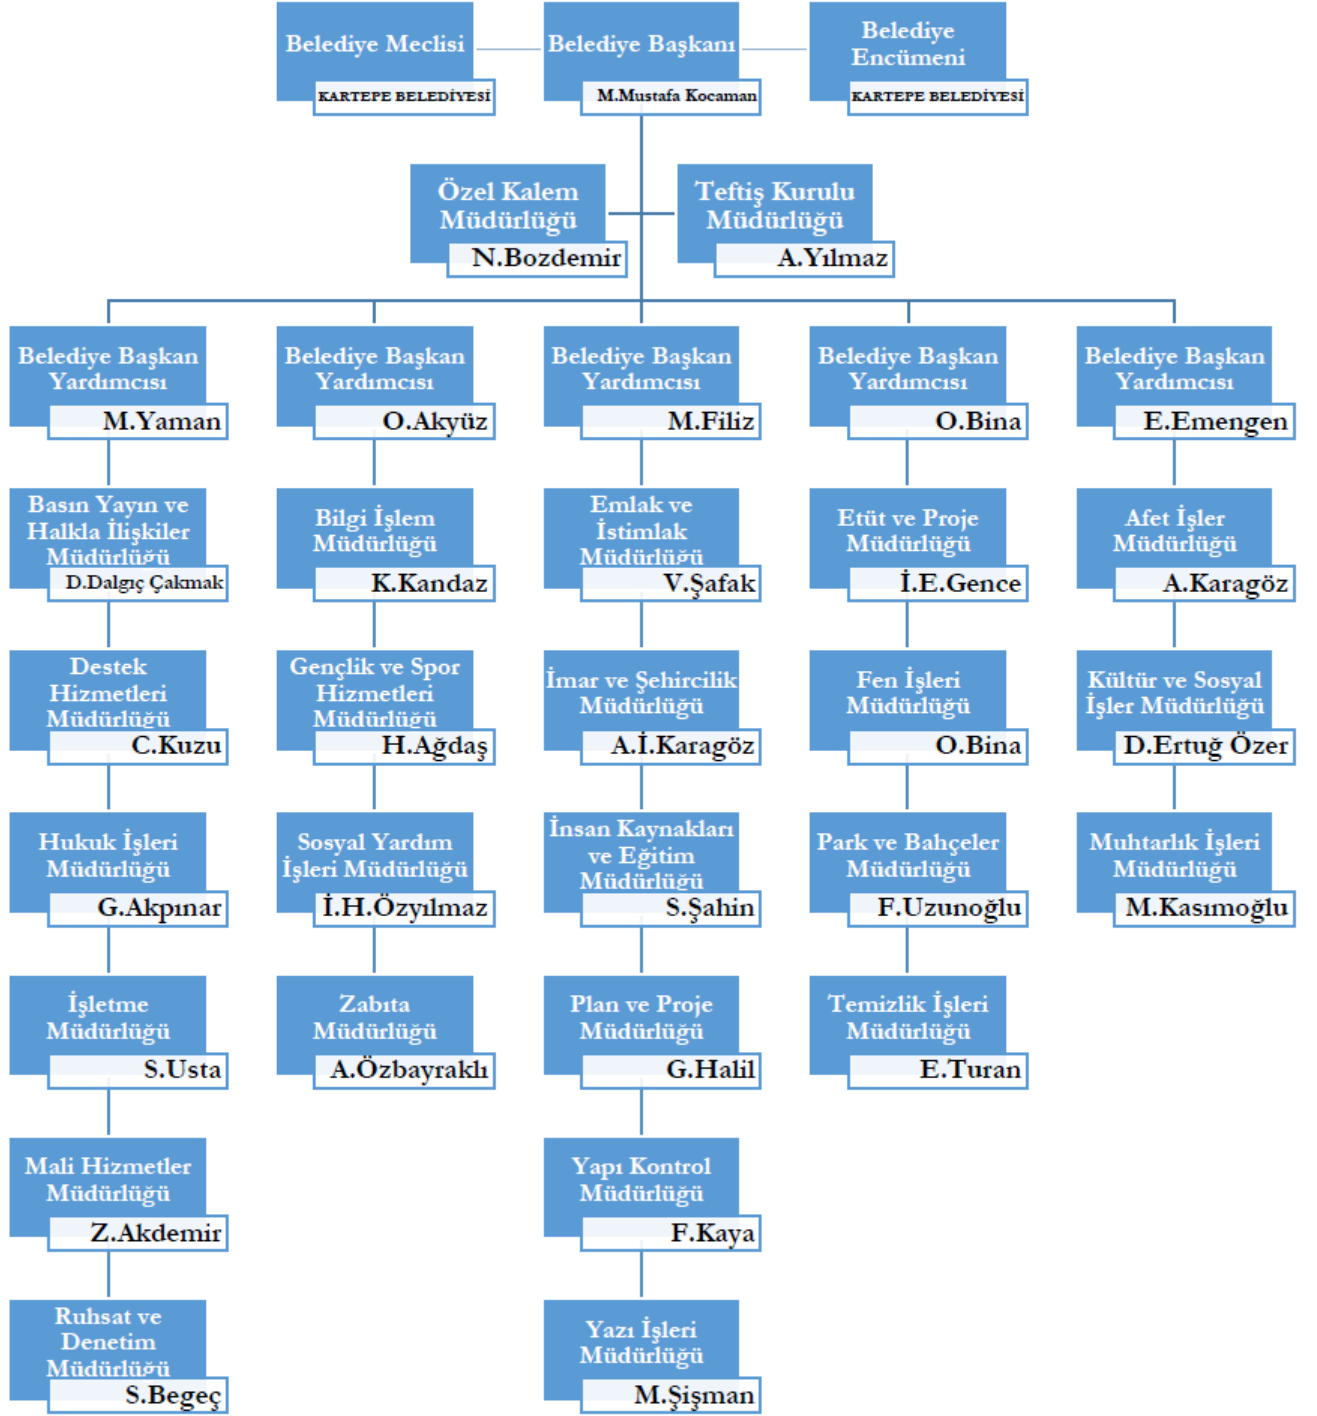 Belediye Meclisi
KARTEPE BELEDİYESİ
Belediye Başkanı
M.Mustafa Kocaman
Belediye
Encümeni
KARTEPE BELEDİYESİ
Özel Kalem
Müdürlüğü
N.Bozdemir
Teftiş Kurulu
Müdürlüğü
A.Yılmaz
Belediye Başkan
Yardımcısı
M.Yaman
Basın Yayın ve
Halkla İlişkiler
Müdürlüğü
D.Dalgıç Çakmak
Destek
Hizmetleri
Müdürlüğü
C.Kuzu
Hukuk İşleri
Müdürlüğü
G.Akpınar
İşletme
Müdürlüğü
S.Usta
Mali Hizmetler
Müdürlüğü
Z.Akdemir
Ruhsat ve
Denetim
Müdürlüğü
S.Begeç
Belediye Başkan
Yardımcısı
O.Akyüz
Bilgi İşlem
Müdürlüğü
K.Kandaz
Gençlik ve Spor
Hizmetleri
Müdürlüğü
H.Ağdaş
Sosyal Yardım
İşleri Müdürlüğü
İ.H.Özyılmaz
Zabıta
Müdürlüğü
A.Özbayraklı
Belediye Başkan
Yardımcısı
M.Filiz
Emlak ve
İstimlak
Müdürlüğü
V.Şafak
İmar ve Şehircilik
Müdürlüğü
A.İ.Karagöz
İnsan Kaynakları
ve Eğitim
Müdürlüğü
S.Şahin
Plan ve Proje
Müdürlüğü
G.Halil
Yapı Kontrol
Müdürlüğü
F.Kaya
Yazı İşleri
Müdürlüğü
M.Şişman
Belediye Başkan
Yardımcısı
O.Bina
Etüt ve Proje
Müdürlüğü
İ.E.Gence
Fen İşleri
Müdürlüğü
O.Bina
Park ve Bahçeler
Müdürlüğü
F.Uzunoğlu
Temizlik İşleri
Müdürlüğü
E.Turan
Belediye Başkan
Yardımcısı
E.Emengen
Afet İşler
Müdürlüğü
A.Karagöz
Kültür ve Sosyal
İşler Müdürlüğü
D.Ertuğ Özer
Muhtarlık İşleri
Müdürlüğü
M.Kasımoğlu